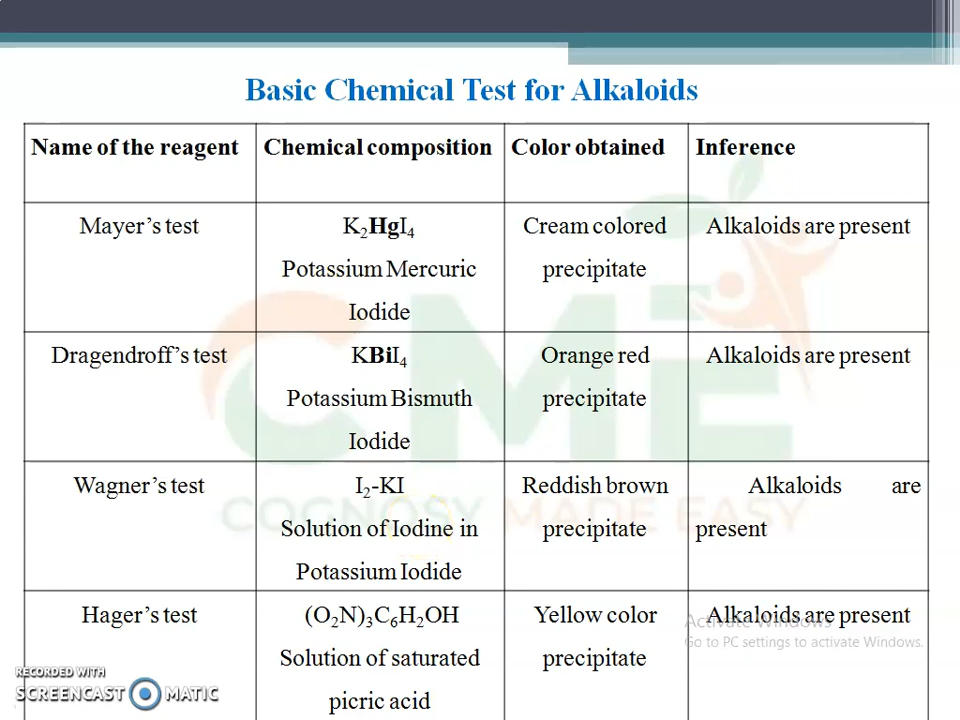 Basic Chemical Test for Alkaloids
Name of the reagent Chemical composition Color obtained Inference
Mayer's test
K₂HgI₄
Potassium Mercuric
Iodide
Cream colored
precipitate
Alkaloids are present
Dragendroff's test
KBiI₄
Potassium Bismuth
Iodide
Orange red
precipitate
Alkaloids are present
Wagner's test
I₂-KI
Solution of Iodine in
Potassium Iodide
Reddish brown
precipitate
Alkaloids are
present
Hager's test
(O₂N)₃C₆H₂OH
Solution of saturated
picric acid
Yellow color
precipitate
Alkaloids are present
CME
COGNOSY MADE EASY
Activate Windows
Go to PC settings to activate Windows.
RECORDED WITH
SCREENCAST MATIC